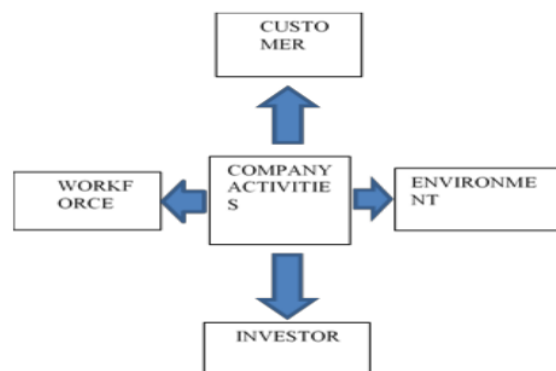 CUSTO
MER
WORKF
ORCE
COMPANY
ACTIVITIE
S
ENVIRONME
NT
INVESTOR